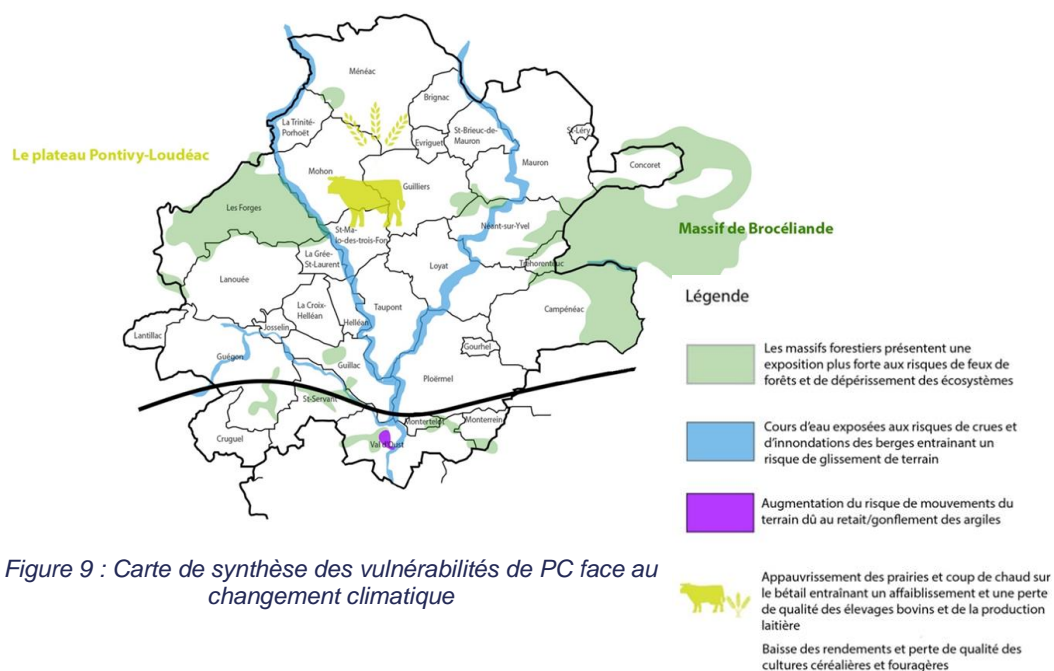 Ménéac
Brignac
La Trinité-
Porhoët
St-Brieuc-de-
Mauron
Evriguet
St-Léry
Le plateau Pontivy-Loudéac
Mauron
Concoret
Mohon
Guilliers
Les Forges
Néant-sur-Yvel
Massif de Brocéliande
St-Ma-
lo-des-trois-Fon
La Grée-
St-Laurent
Loyat
Tréhorenteuc
Lanouée
Légende
La Croix-
Helléan
Taupont
Campénéac
Lantillac
Josselin
Helléan
Guégon
Guillac
Gourhel
Ploërmel
Les massifs forestiers présentent une
exposition plus forte aux risques de feux de
forêts et de dépérissement des écosystèmes
St-Servant
Montertelot
Monterrein
Cruguel
Val d'Oust
Cours d'eau exposées aux risques de crues et
d'innondations des berges entrainant un
risque de glissement de terrain
Augmentation du risque de mouvements du
terrain dû au retait/gonflement des argiles
Figure 9 : Carte de synthèse des vulnérabilités de PC face au
changement climatique
Appauvrissement des prairies et coup de chaud sur
le bétail entraînant un affaiblissement et une perte
de qualité des élevages bovins et de la production
laitière
Baisse des rendements et perte de qualité des
cultures céréalières et fouragères